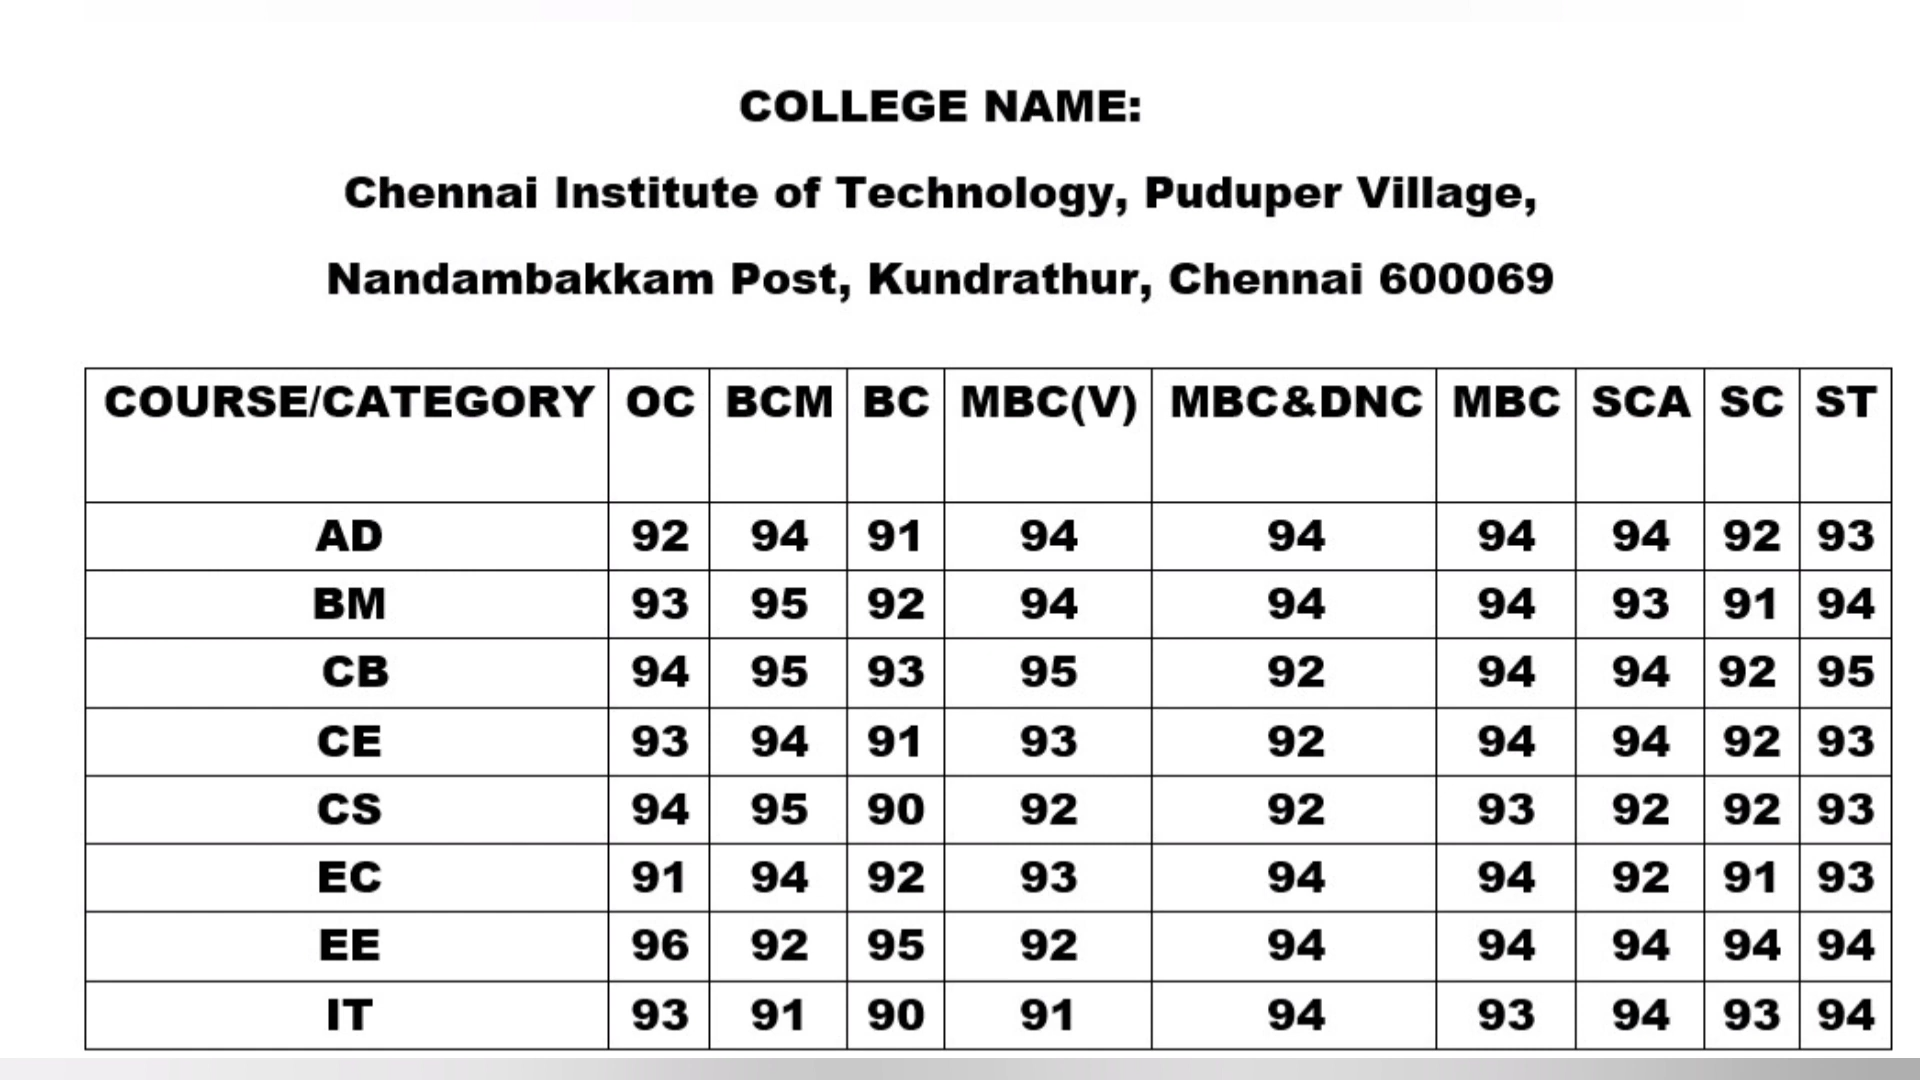 COLLEGE NAME:
Chennai Institute of Technology, Puduper Village,
Nandambakkam Post, Kundrathur, Chennai 600069
COURSE/CATEGORY OC BCM BC MBC(V) MBC&DNC MBC SCA SC ST
AD 92 94 91 94 94 94 94 92 93
BM 93 95 92 94 94 94 93 91 94
CB 94 95 93 95 92 94 94 92 95
CE 93 94 91 93 92 94 94 92 93
CS 94 95 90 92 92 93 92 92 93
EC 91 94 92 93 94 94 92 91 93
EE 96 92 95 92 94 94 94 94 94
IT 93 91 90 91 94 93 94 93 94